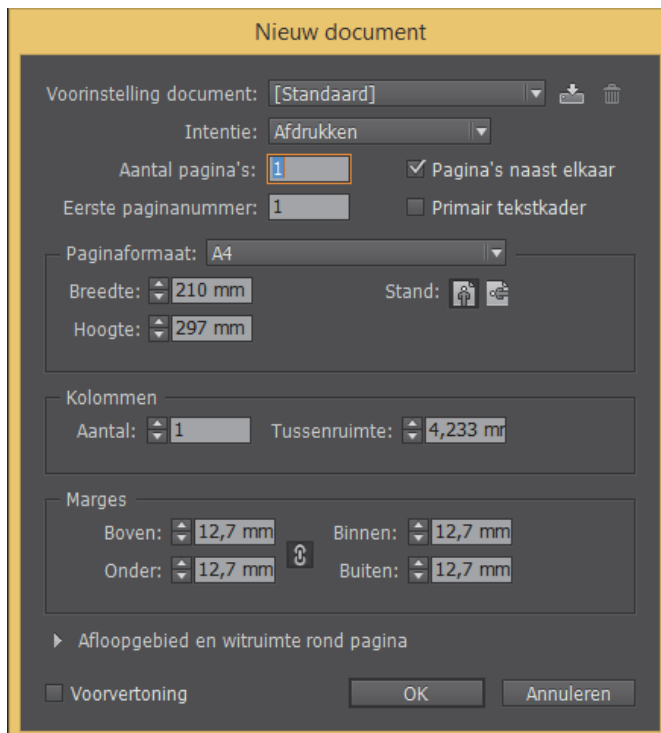 Nieuw document
Voorinstelling document: [Standaard]
Intentie: Afdrukken
Aantal pagina's: 1 Pagina's naast elkaar
Eerste paginanummer: 1 Primair tekstkader
Paginaformaat: A4
Breedte: 210 mm Stand:
Hoogte: 297 mm
Kolommen
Aantal: 1 Tussenruimte: 4,233 mr
Marges
Boven: 12,7 mm Binnen: 12,7 mm
Onder: 12,7 mm Buiten: 12,7 mm
Afloopgebied en witruimte rond pagina
Voorvertoning OK Annuleren